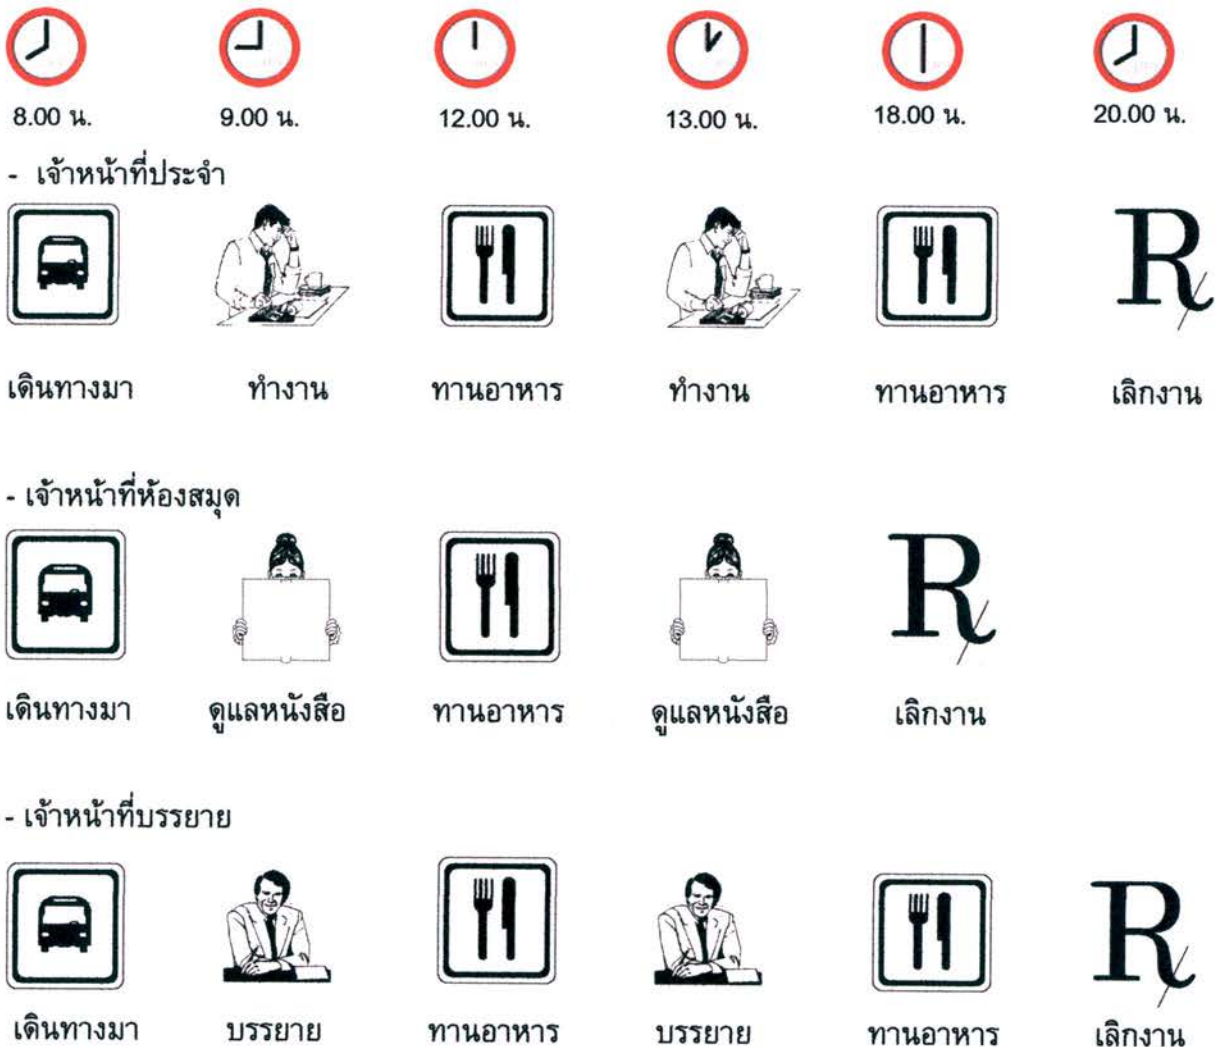 8.00 น. 9.00 น. 12.00 น. 13.00 น. 18.00 น. 20.00 น.
- เจ้าหน้าที่ประจำ
เดินทางมา ทำงาน ทานอาหาร ทำงาน ทานอาหาร เลิกงาน
- เจ้าหน้าที่ห้องสมุด
เดินทางมา ดูแลหนังสือ ทานอาหาร ดูแลหนังสือ เลิกงาน
- เจ้าหน้าที่บรรยาย
เดินทางมา บรรยาย ทานอาหาร บรรยาย ทานอาหาร เลิกงาน